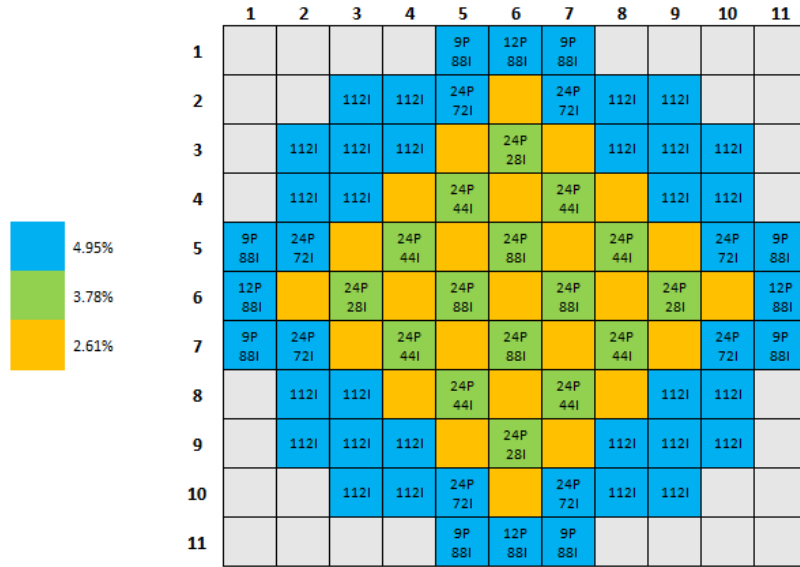 1 2 3 4 5 6 7 8 9 10 11
1 9P 12P 9P
88I 88I 88I
2 112I 112I 24P 24P 112I 112I
72I 72I
3 112I 112I 112I 24P 112I 112I 112I
28I
4 112I 112I 24P 24P 112I 112I
44I 44I
4.95%
5 9P 24P 24P 24P 24P 24P 9P
88I 72I 44I 88I 44I 72I 88I
3.78%
6 12P 24P 24P 24P 24P 12P
88I 28I 88I 88I 28I 88I
2.61%
7 9P 24P 24P 24P 24P 24P 9P
88I 72I 44I 88I 44I 72I 88I
8 112I 112I 24P 24P 112I 112I
44I 44I
9 112I 112I 112I 24P 112I 112I 112I
28I
10 112I 112I 24P 24P 112I 112I
72I 72I
11 9P 12P 9P
88I 88I 88I